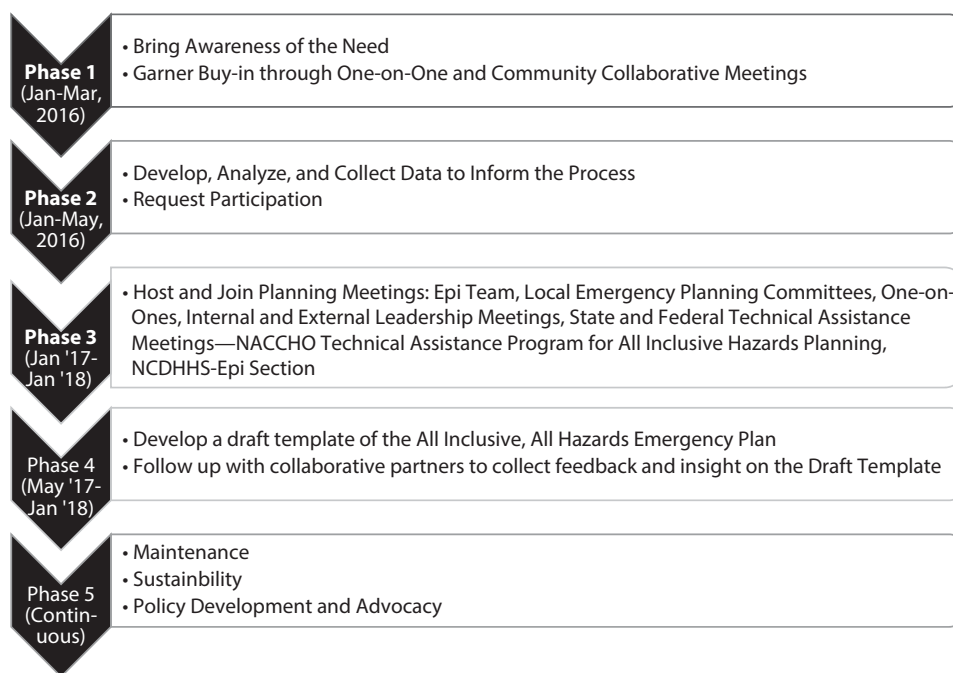 Phase 1
(Jan-Mar,
2016)
• Bring Awareness of the Need
• Garner Buy-in through One-on-One and Community Collaborative Meetings
Phase 2
(Jan-May,
2016)
• Develop, Analyze, and Collect Data to Inform the Process
• Request Participation
Phase 3
(Jan '17-
Jan '18)
• Host and Join Planning Meetings: Epi Team, Local Emergency Planning Committees, One-on-
Ones, Internal and External Leadership Meetings, State and Federal Technical Assistance
Meetings—NACCHO Technical Assistance Program for All Inclusive Hazards Planning,
NCDHHS-Epi Section
Phase 4
(May '17-
Jan '18)
• Develop a draft template of the All Inclusive, All Hazards Emergency Plan
• Follow up with collaborative partners to collect feedback and insight on the Draft Template
Phase 5
(Contin-
uous)
• Maintenance
• Sustainbility
• Policy Development and Advocacy